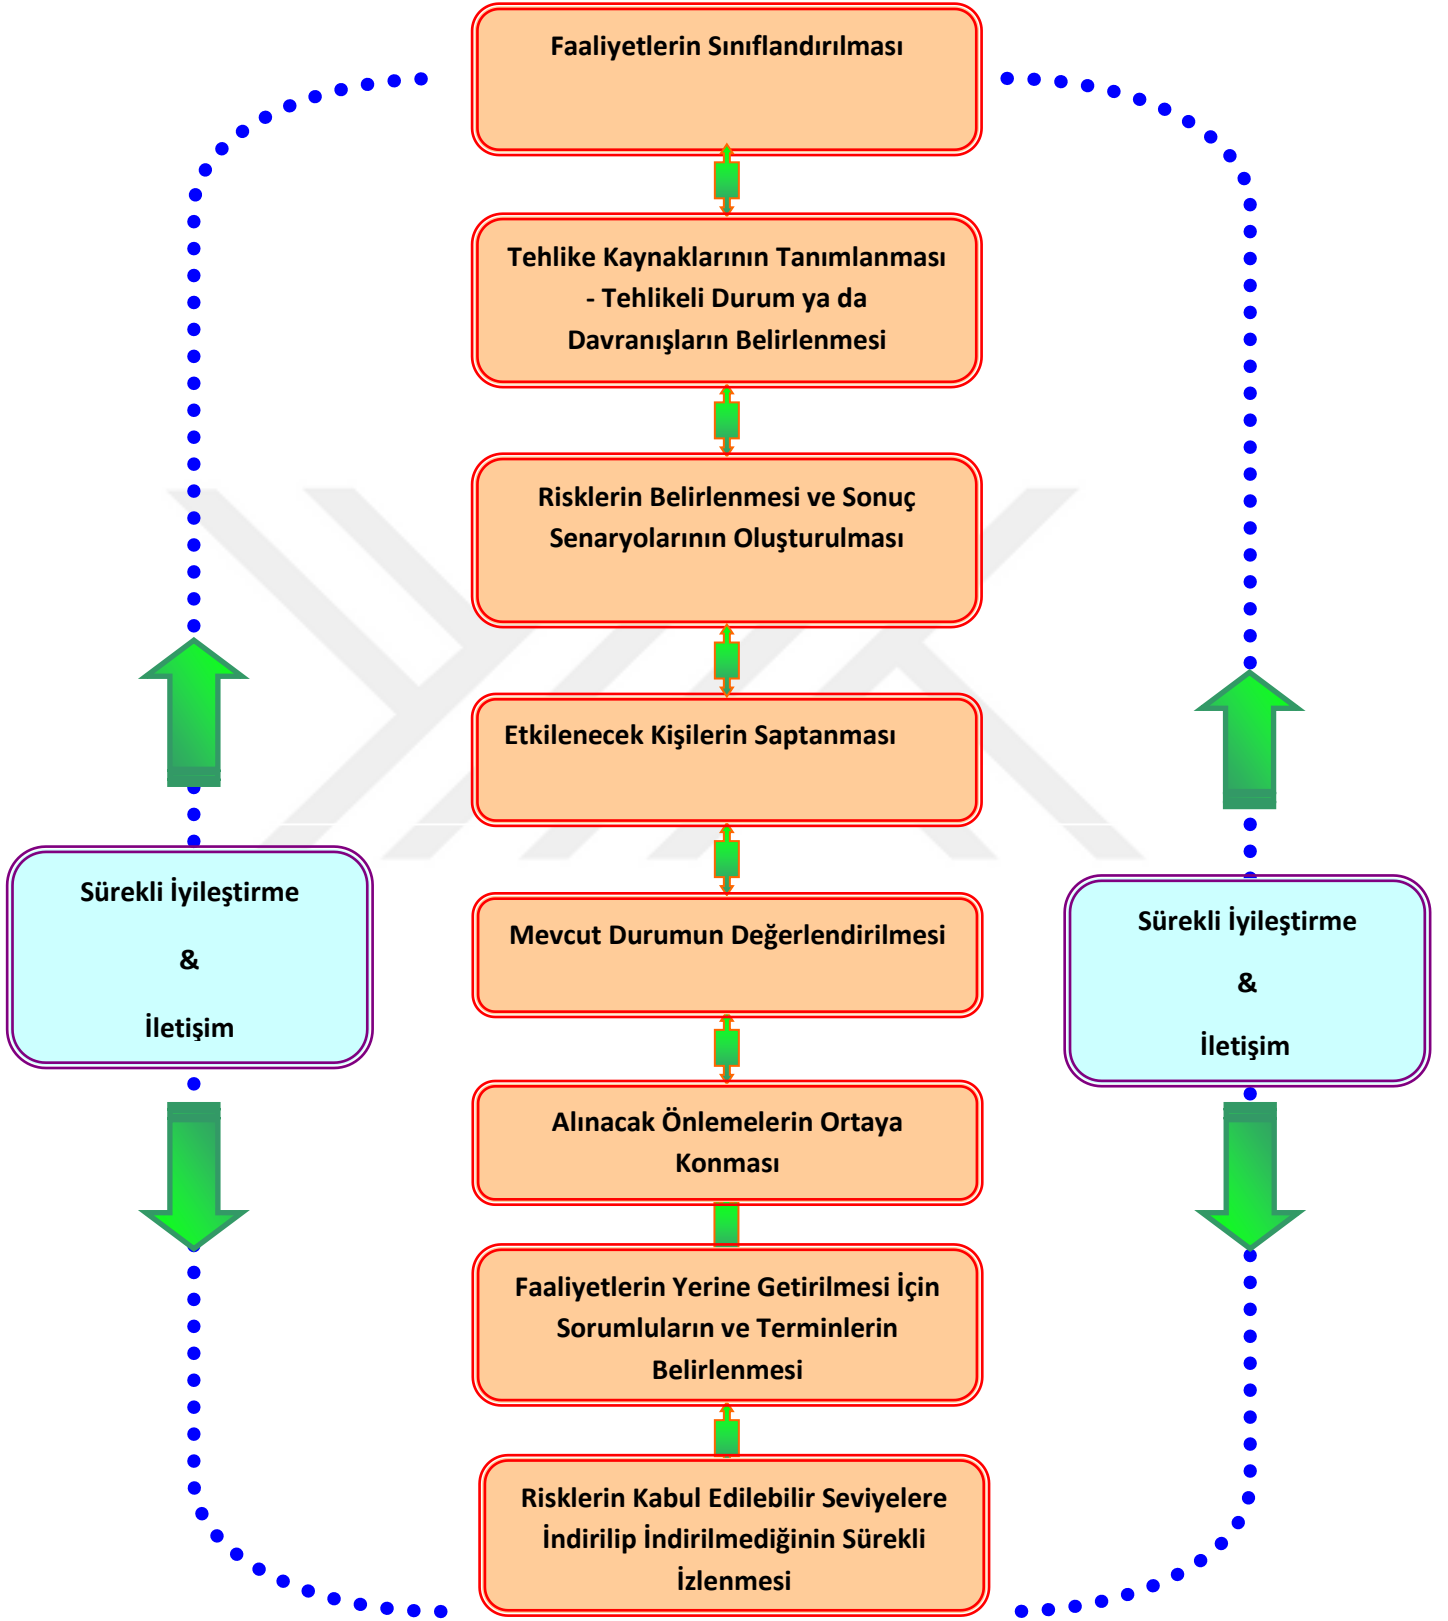 Faaliyetlerin Sınıflandırılması
Tehlike Kaynaklarının Tanımlanması
- Tehlikeli Durum ya da
Davranışların Belirlenmesi
Risklerin Belirlenmesi ve Sonuç
Senaryolarının Oluşturulması
Etkilenecek Kişilerin Saptanması
Sürekli İyileştirme
&
İletişim
Sürekli İyileştirme
&
İletişim
Mevcut Durumun Değerlendirilmesi
Alınacak Önlemelerin Ortaya
Konması
Faaliyetlerin Yerine Getirilmesi İçin
Sorumluların ve Terminlerin
Belirlenmesi
Risklerin Kabul Edilebilir Seviyelere
İndirilip İndirilmediğinin Sürekli
İzlenmesi